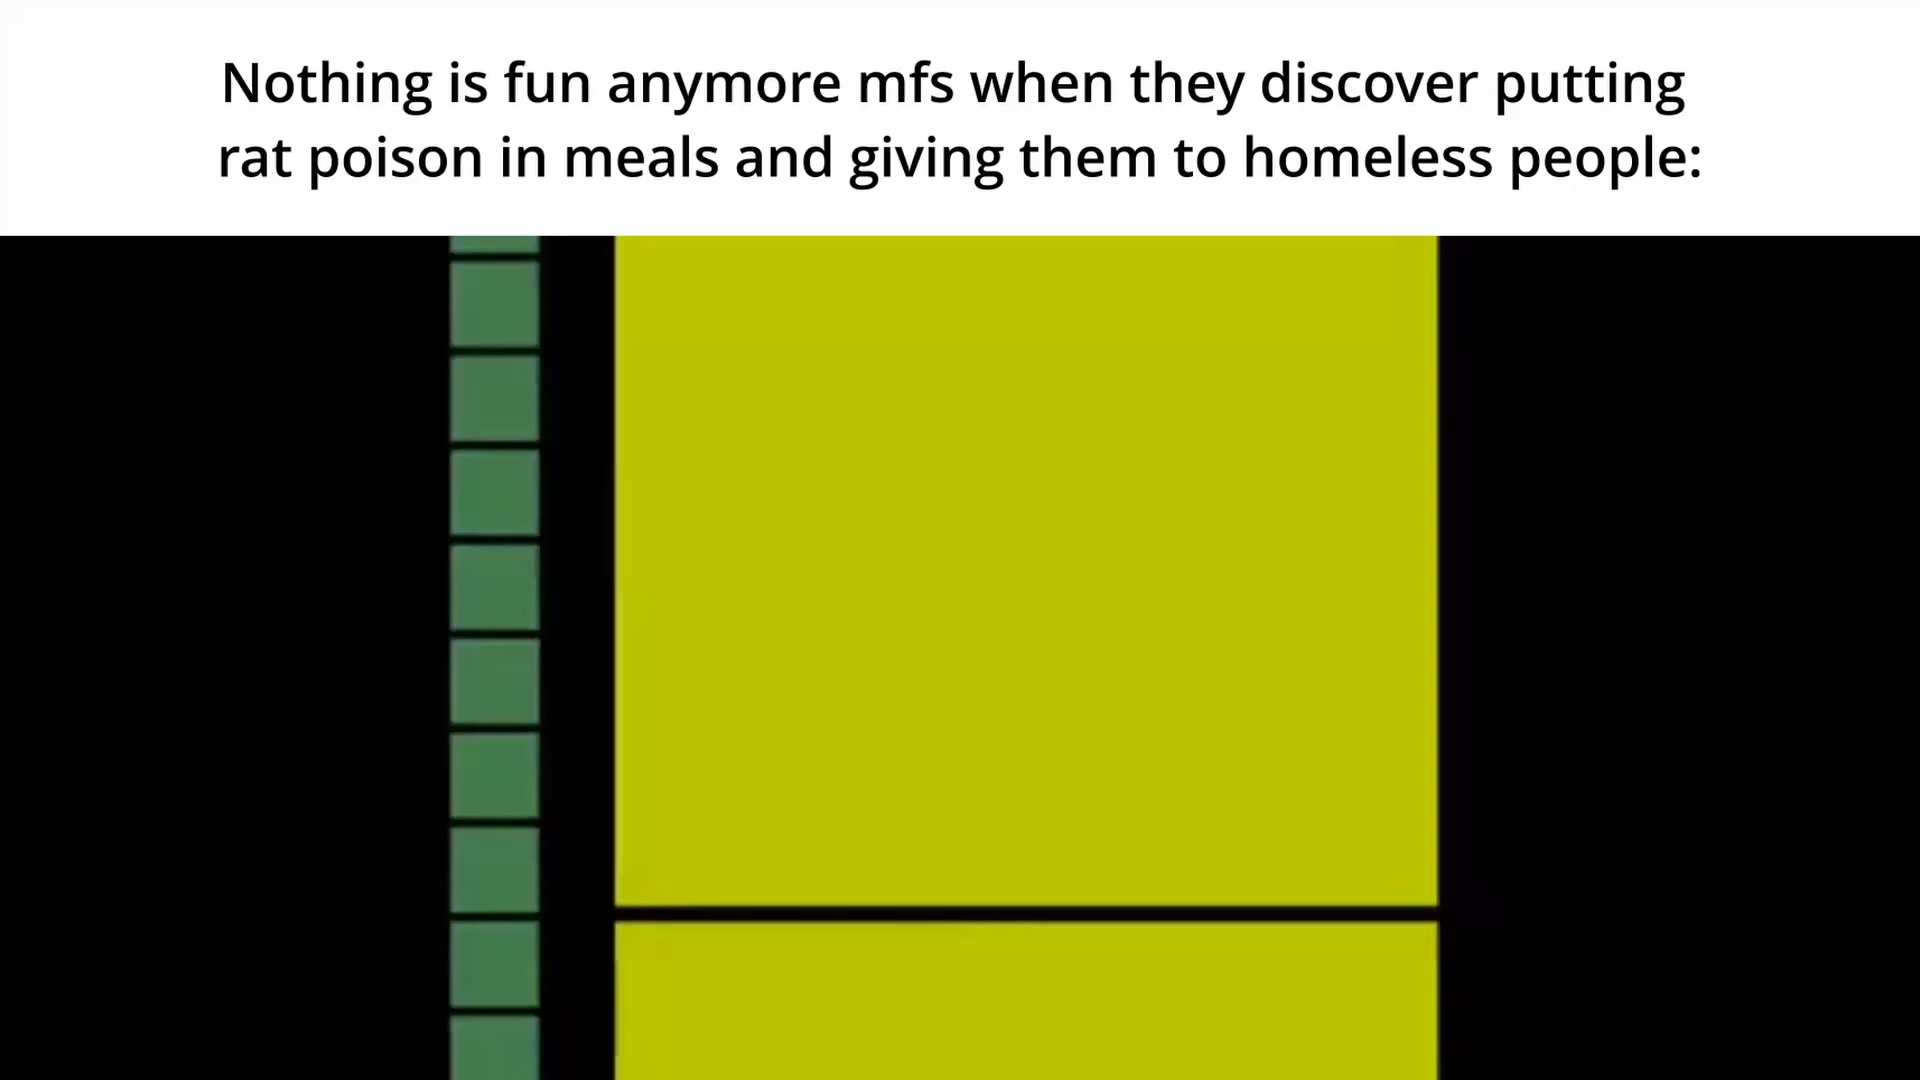 Nothing is fun anymore mfs when they discover putting
rat poison in meals and giving them to homeless people: